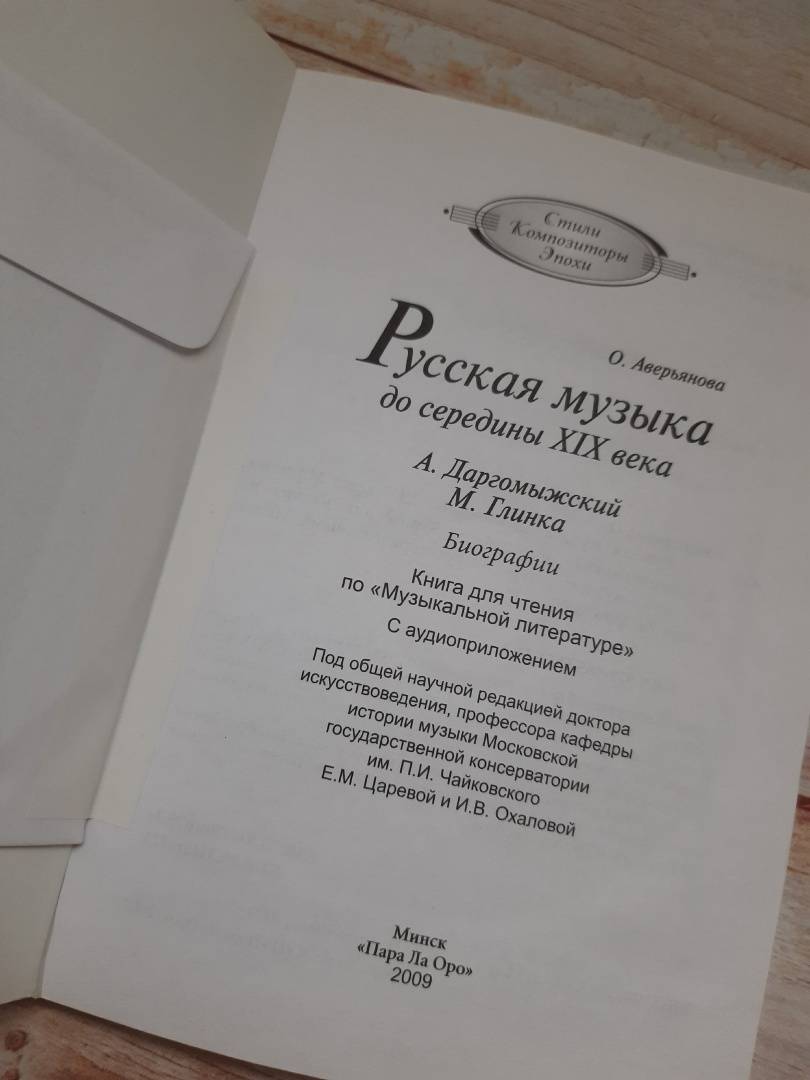 Стили
Композиторы
Эпохи
О. Аверьянова
Русская музыка
до середины XIX века
А. Даргомыжский
М. Глинка
Биографии
Книга для чтения
по «Музыкальной литературе»
С аудиоприложением
Под общей научной редакцией доктора
искусствоведения, профессора кафедры
истории музыки Московской
государственной консерватории
им. П.И. Чайковского
Е.М. Царевой и И.В. Охаловой
Минск
«Пара Ла Оро»
2009